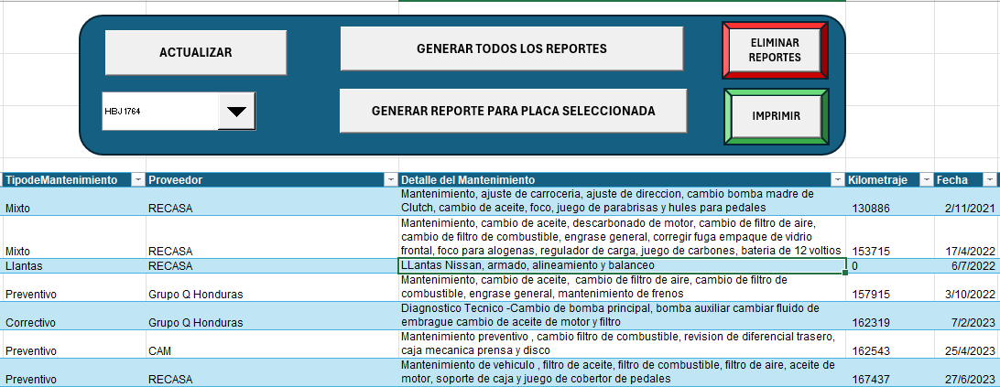 ACTUALIZAR
GENERAR TODOS LOS REPORTES
ELIMINAR
REPORTES
HBJ1764
GENERAR REPORTE PARA PLACA SELECCIONADA
IMPRIMIR
TipodeMantenimiento Proveedor Detalle del Mantenimiento Kilometraje Fecha
Mantenimiento, ajuste de carroceria, ajuste de direccion, cambio bomba madre de
Mixto RECASA Clutch, cambio de aceite, foco, juego de parabrisas y hules para pedales 130886 2/11/2021
Mantenimiento, cambio de aceite, descarbonado de motor, cambio de filtro de aire,
cambio de filtro de combustible, engrase general, corregir fuga empaque de vidrio
Mixto RECASA frontal, foco para alogenas, regulador de carga, juego de carbones, bateria de 12 voltios 153715 17/4/2022
Llantas RECASA LLantas Nissan, armado, alineamiento y balanceo 0 6/7/2022
Mantenimiento, cambio de aceite, cambio de filtro de aire, cambio de filtro de
Preventivo Grupo Q Honduras combustible, engrase general, mantenimiento de frenos 157915 3/10/2022
Diagnostico Tecnico -Cambio de bomba principal, bomba auxiliar cambiar fluido de
Correctivo Grupo Q Honduras embrague cambio de aceite de motor y filtro 162319 7/2/2023
Mantenimiento preventivo , cambio filtro de combustible, revision de diferencial trasero,
Preventivo CAM caja mecanica prensa y disco 162543 25/4/2023
Mantenimiento de vehiculo , filtro de aceite, filtro de combustible, filtro de aire, aceite de
Preventivo RECASA motor, soporte de caja y juego de cobertor de pedales 167437 27/6/2023